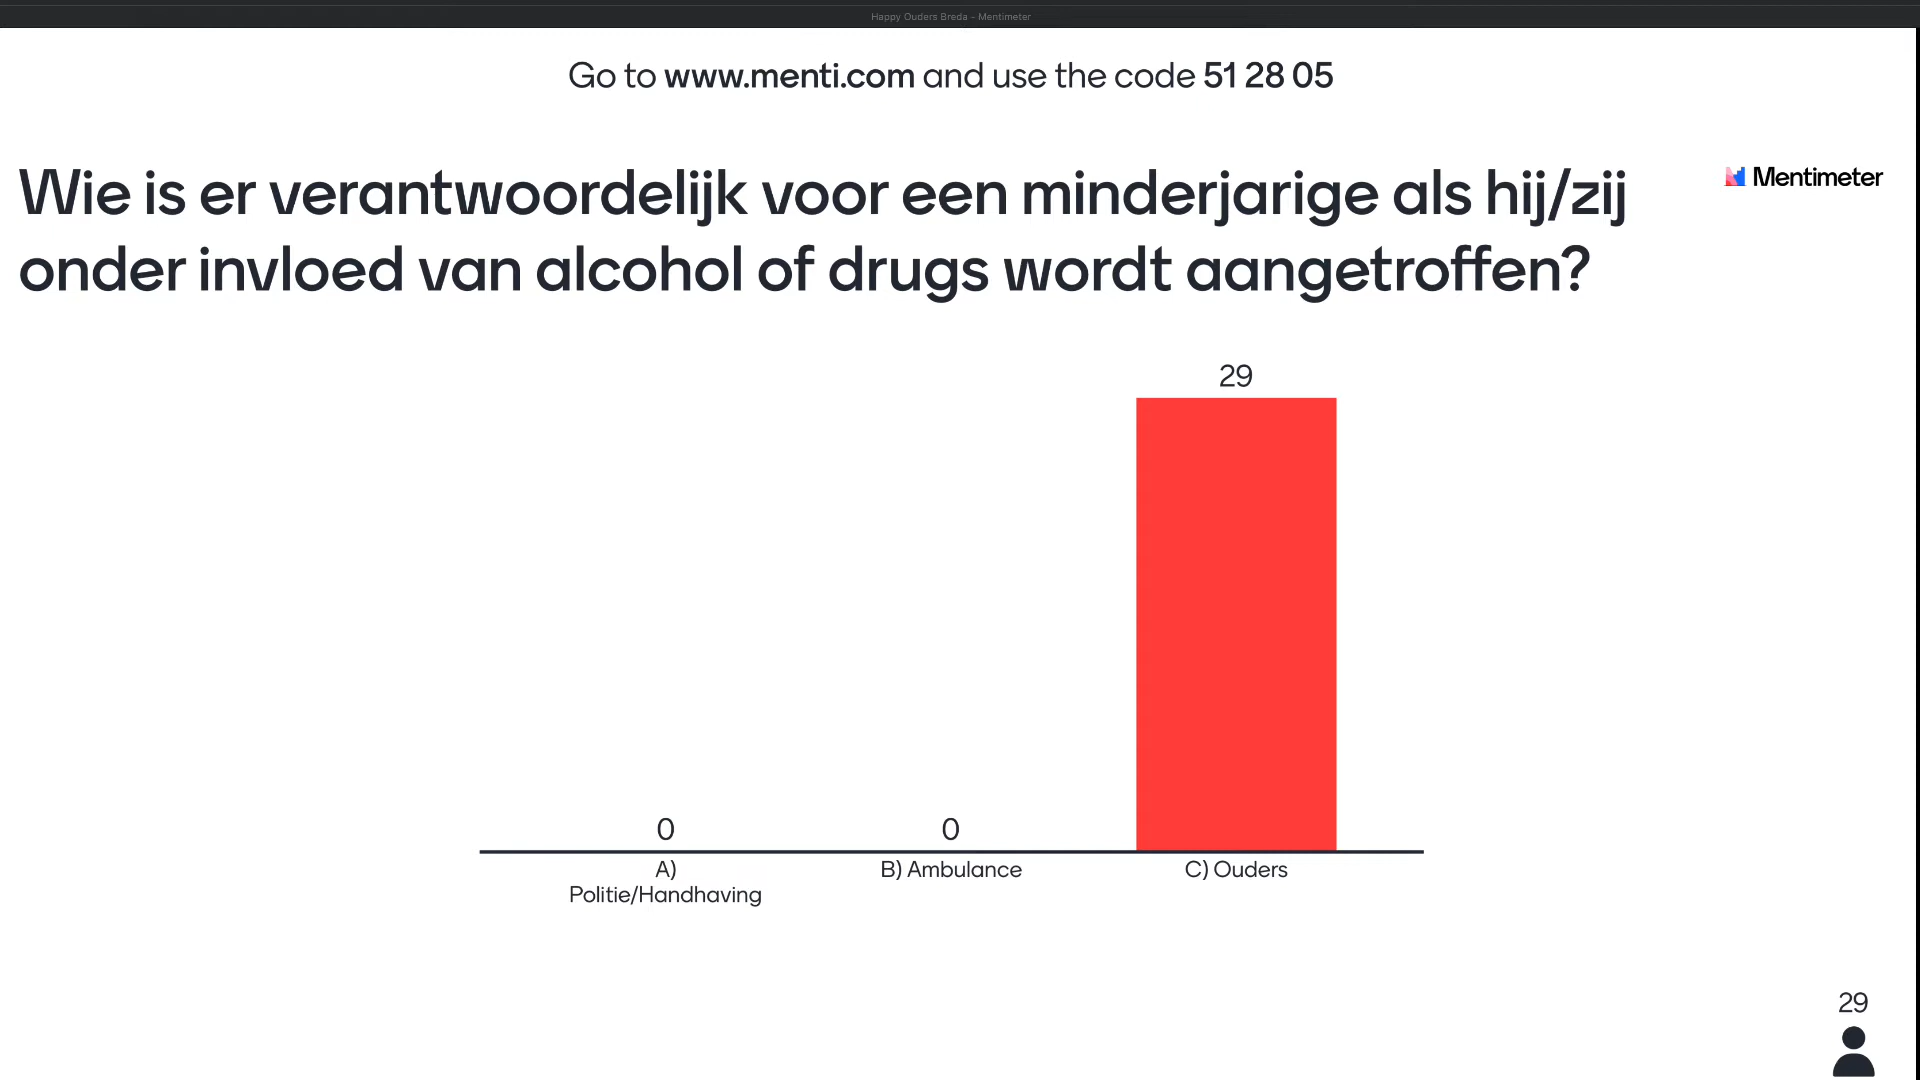 Happy Ouders Breda - Mentimeter
Go to www.menti.com and use the code 51 28 05
Wie is er verantwoordelijk voor een minderjarige als hij/zij
onder invloed van alcohol of drugs wordt aangetroffen?
Mentimeter
29
0
0
A)
Politie/Handhaving
B) Ambulance
C) Ouders
29